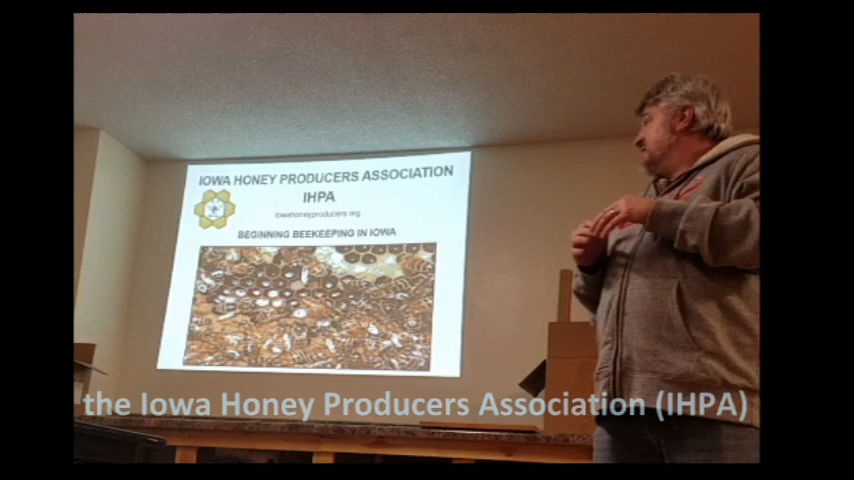 IOWA HONEY PRODUCERS ASSOCIATION
IHPA
iowahoneyproducers.org
BEGINNING BEEKEEPING IN IOWA
the Iowa Honey Producers Association (IHPA)